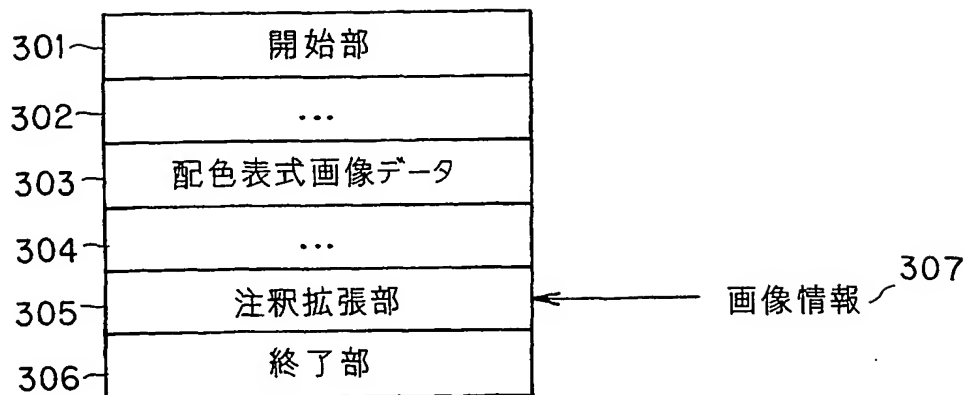 301 開始部
302 ...
303 配色表式画像データ
304 ...
305 注釈拡張部 画像情報 307
306 終了部